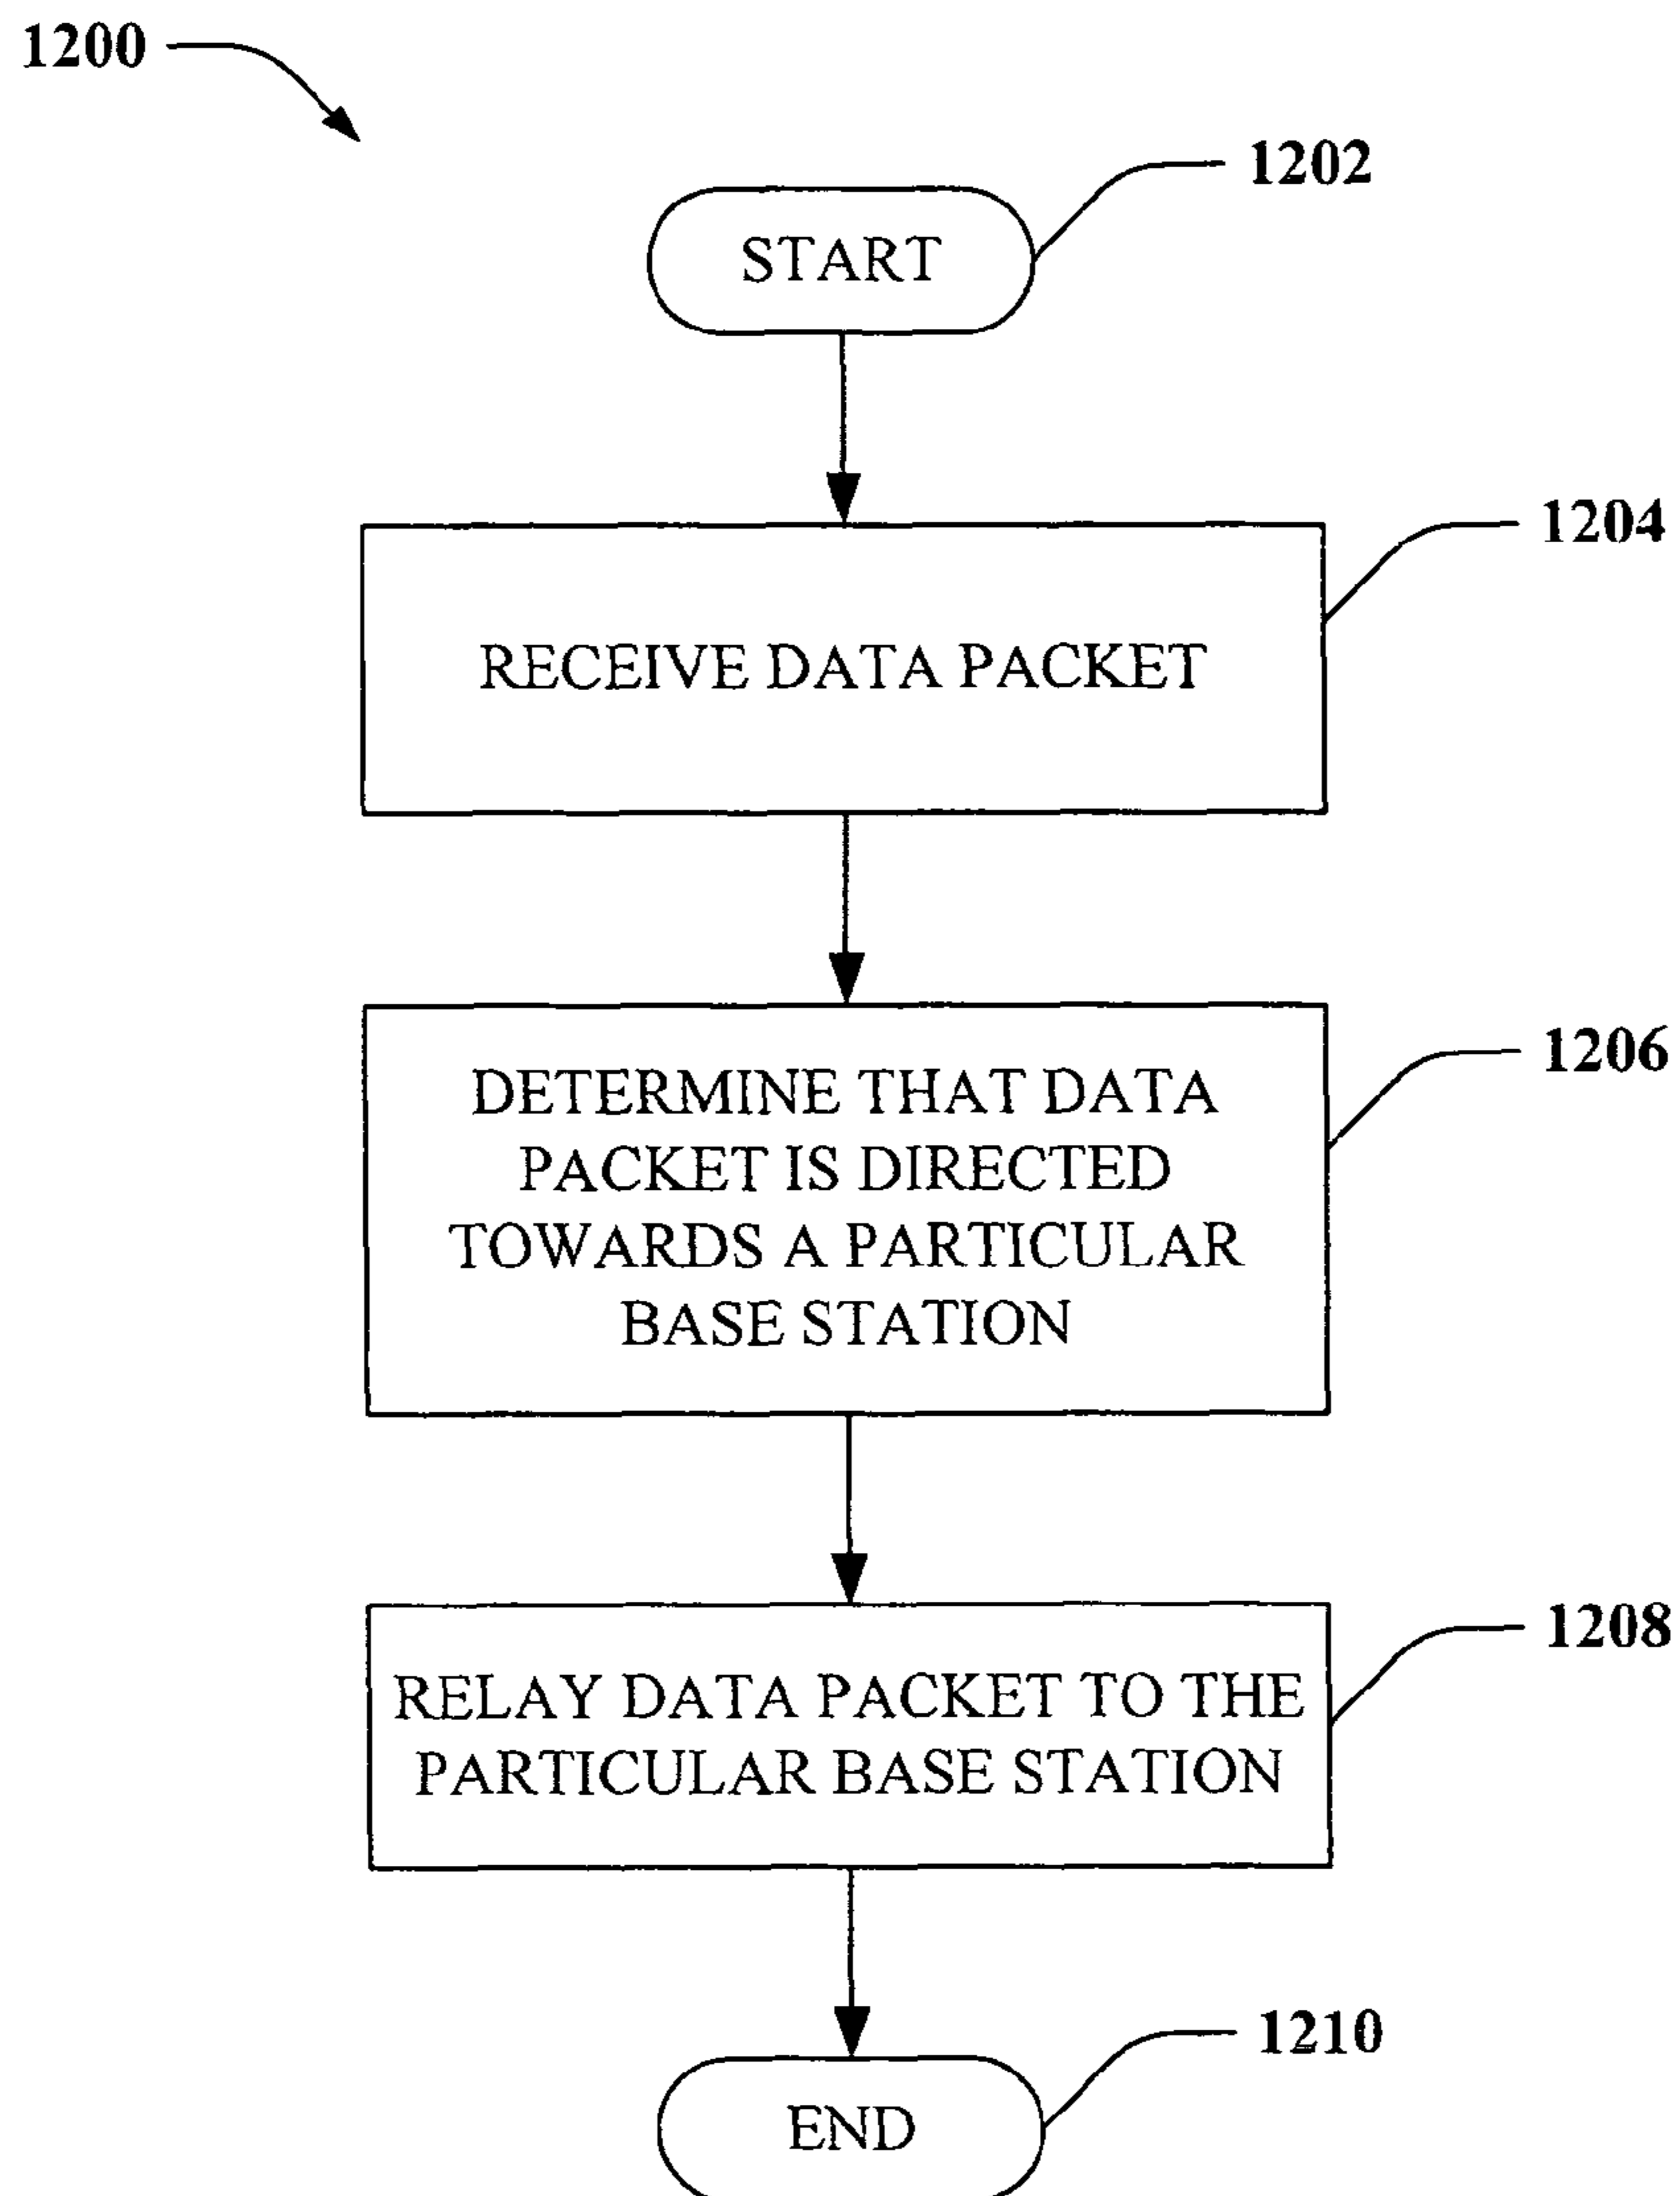 1200
1202
START
1204
RECEIVE DATA PACKET
1206
DETERMINE THAT DATA
PACKET IS DIRECTED
TOWARDS A PARTICULAR
BASE STATION
1208
RELAY DATA PACKET TO THE
PARTICULAR BASE STATION
1210
END